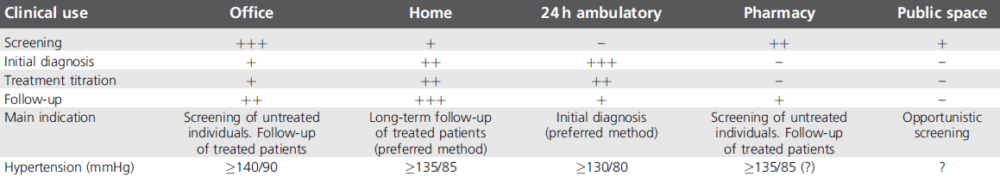 Clinical use Office Home 24 h ambulatory Pharmacy Public space
Screening +++ + – ++ +
Initial diagnosis + ++ +++ – –
Treatment titration + ++ ++ – –
Follow-up ++ +++ + + –
Main indication Screening of untreated Long-term follow-up Initial diagnosis Screening of untreated Opportunistic
individuals. Follow-up of treated patients (preferred method) individuals. Follow-up screening
of treated patients (preferred method) of treated patients
Hypertension (mmHg) ≥140/90 ≥135/85 ≥130/80 ≥135/85 (?) ?